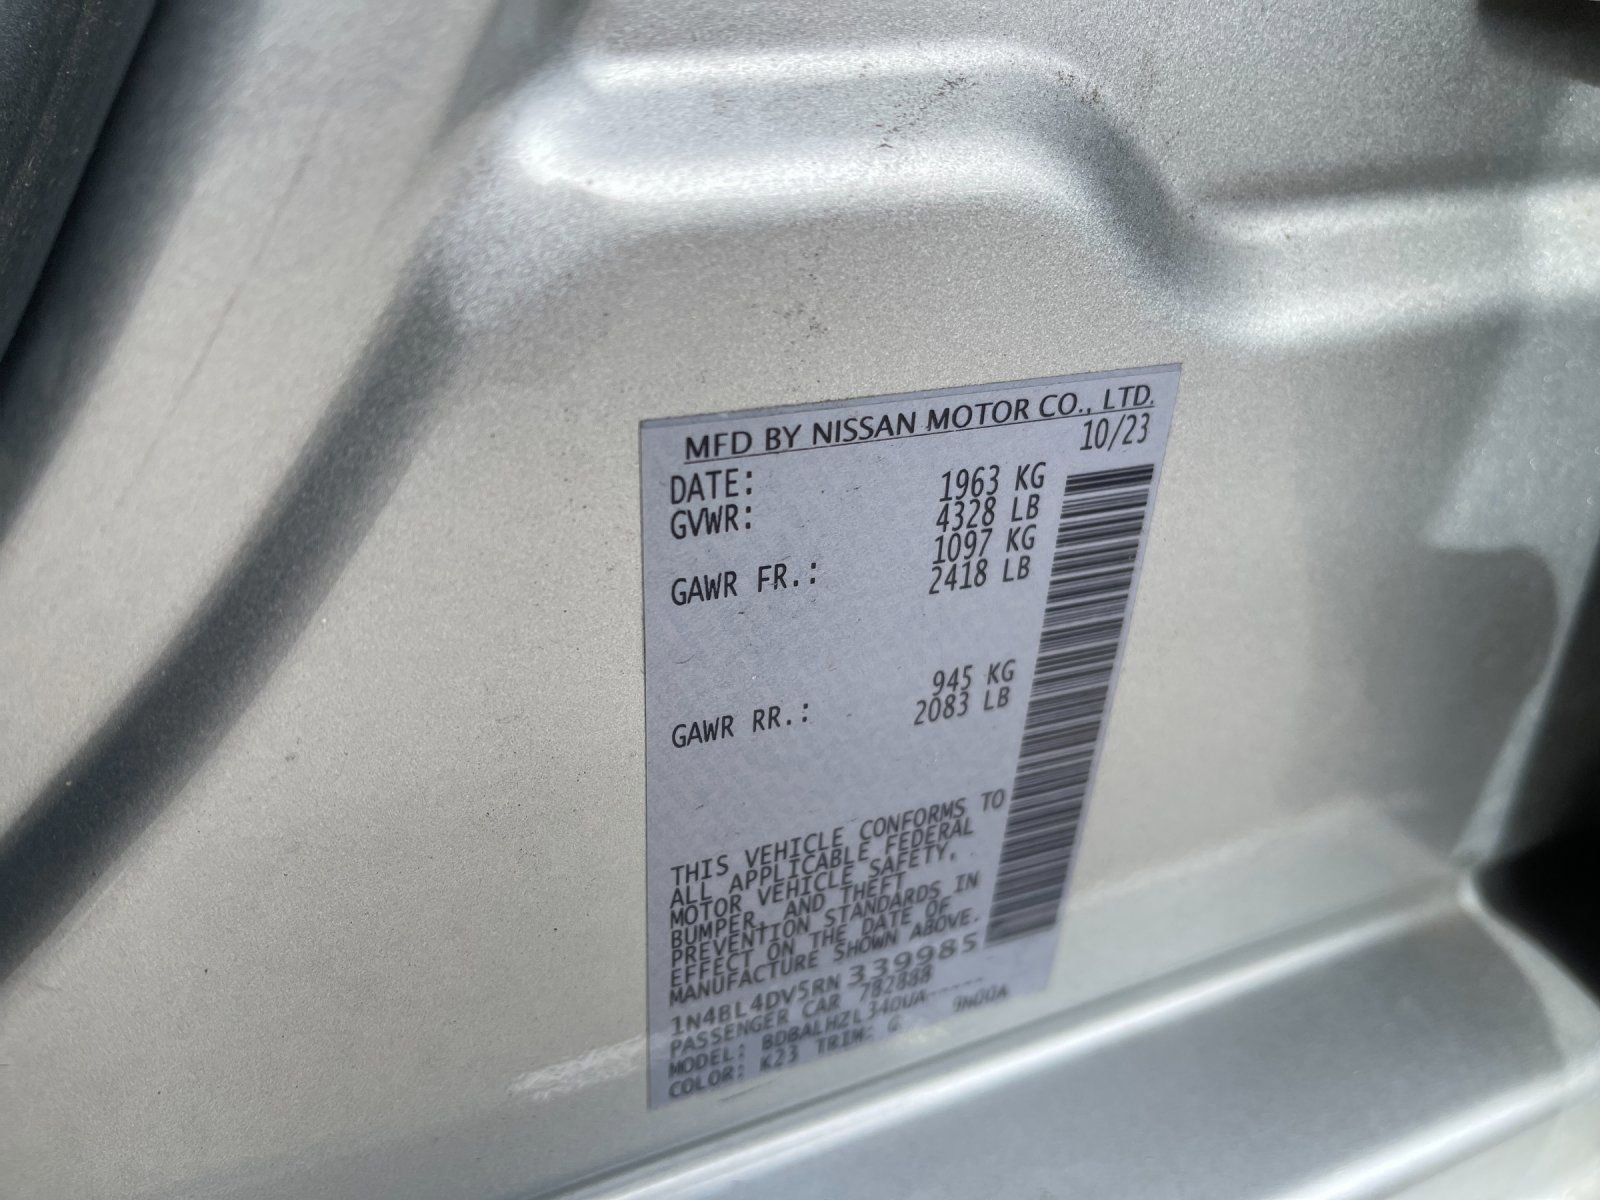 MFD BY NISSAN MOTOR CO., LTD.
DATE: 10/23
GVWR: 1963 KG
4328 LB
GAWR FR.: 1097 KG
2418 LB
GAWR RR.: 945 KG
2083 LB
THIS VEHICLE CONFORMS TO
ALL APPLICABLE FEDERAL
MOTOR VEHICLE SAFETY,
BUMPER, AND THEFT
PREVENTION STANDARDS IN
EFFECT ON THE DATE OF
MANUFACTURE SHOWN ABOVE.
1N4BL4DV5RN339985
PASSENGER CAR 782888
MODEL: BDBALHZL34DUA-----
COLOR: K23 TRIM: G